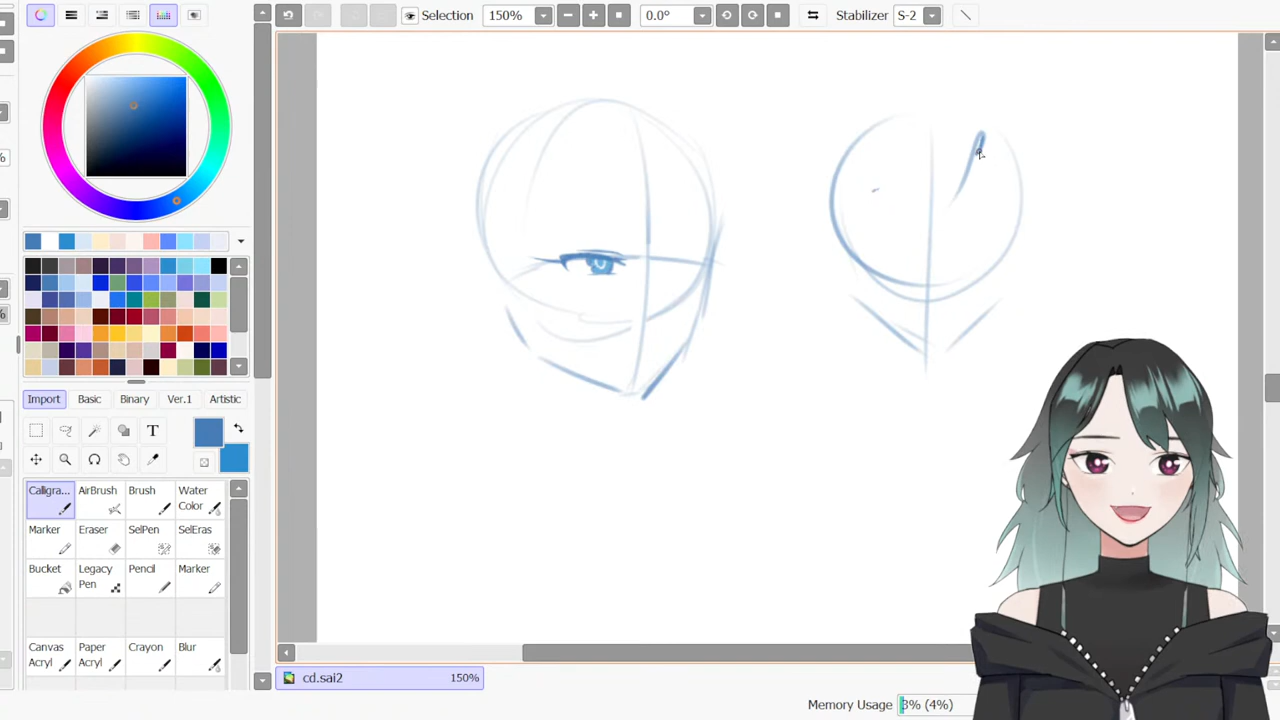 Selection 150% 0.0° Stabilizer S-2
%
%
Import Basic Binary Ver.1 Artistic
T
Calligra... AirBrush Brush Water Color
Marker Eraser SelPen SelEras
Bucket Legacy Pen Pencil Marker
Canvas Acryl Paper Acryl Crayon Blur
cd.sai2 150%
Memory Usage 3% (4%)